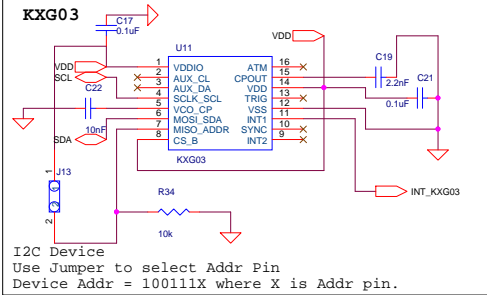 KXG03
C17
0.1uF
U11
VDD
C19
2.2nF
C21
0.1uF
VDD
SCL
C22
10nF
SDA
1 VDDIO ATM 16
2 AUX_CL CPOUT 15
3 AUX_DA VDD 14
4 SCLK_SCL TRIG 13
5 VCO_CP VSS 12
6 MOSI_SDA INT1 11
7 MISO_ADDR SYNC 10
8 CS_B INT2 9
KXG03
INT_KXG03
1
J13
1
2
2
R34
10k
I2C Device
Use Jumper to select Addr Pin
Device Addr = 100111X where X is Addr pin.